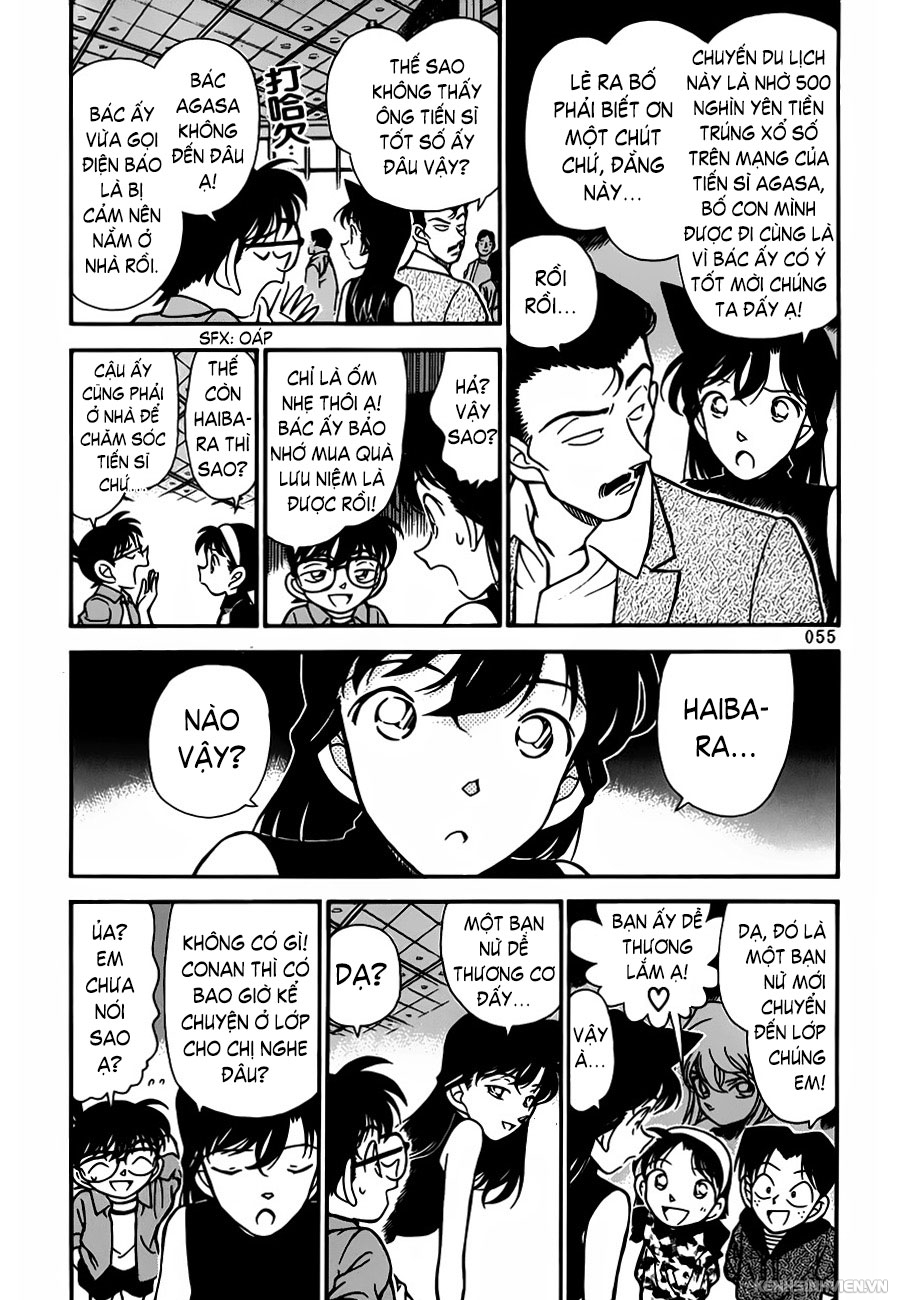 CHUYẾN DU LỊCH
NÀY LÀ NHỜ 500
NGHÌN YÊN TIỀN
TRÚNG XỔ SỐ
TRÊN MẠNG CỦA
TIẾN SĨ AGASA,
BỐ CON MÌNH
ĐƯỢC ĐI CÙNG LÀ
VÌ BÁC ẤY CÓ Ý
TỐT MỜI CHÚNG
TA ĐẤY Ạ!
LẼ RA BỐ
PHẢI BIẾT ƠN
MỘT CHÚT
CHỨ, ĐẰNG
NÀY...
RỒI
RỒI...
THẾ SAO
KHÔNG THẤY
ÔNG TIẾN SĨ
TỐT SỐ ẤY
ĐÂU VẬY?
打哈欠...
BÁC
AGASA
KHÔNG
ĐẾN ĐÂU
Ạ!
BÁC ẤY
VỪA GỌI
ĐIỆN BÁO
LÀ BỊ
CẢM NÊN
NẰM Ở
NHÀ RỒI.
SFX: OÁP
HẢ?
VẬY
SAO?
CHỈ LÀ ỐM
NHẸ THÔI Ạ!
BÁC ẤY BẢO
NHỚ MUA QUÀ
LƯU NIỆM LÀ
ĐƯỢC RỒI!
THẾ
CÒN
HAIBA-
RA THÌ
SAO?
CẬU ẤY
CŨNG PHẢI
Ở NHÀ ĐỂ
CHĂM SÓC
TIẾN SĨ
CHỨ.....
055
HAIBA-
RA...
NÀO
VẬY?
DẠ, ĐÓ LÀ
MỘT BẠN
NỮ MỚI
CHUYỂN
ĐẾN LỚP
CHÚNG
EM!
BẠN ẤY DỄ
THƯƠNG
LẮM Ạ!
♡
VẬY
À...
MỘT BẠN
NỮ DỄ
THƯƠNG CƠ
ĐẤY...
DẠ?
KHÔNG CÓ GÌ!
CONAN THÌ CÓ
BAO GIỜ KỂ
CHUYỆN Ở LỚP
CHO CHỊ NGHE
ĐÂU?
ỦA?
EM
CHƯA
NÓI
SAO
Ạ?
KENHSINHVIEN.VN